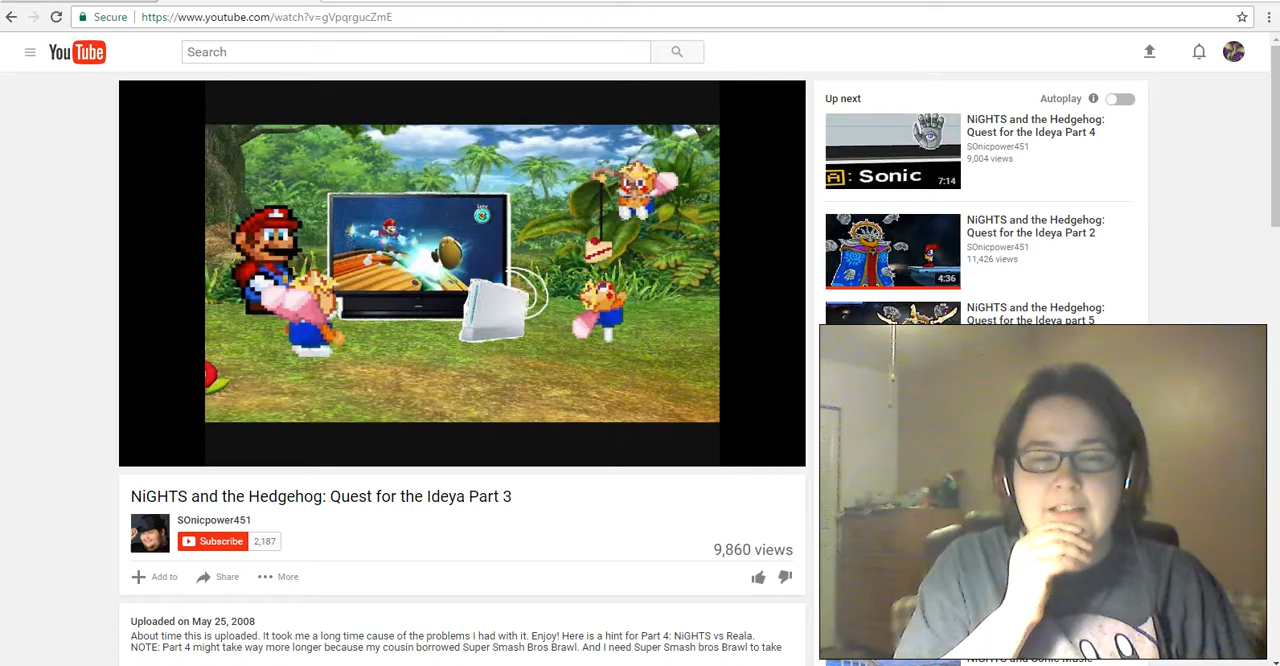 Secure
https://www.youtube.com/watch?v=gVpqrgucZmE
YouTube
Search
Up next
Autoplay
NiGHTS and the Hedgehog:
Quest for the Ideya Part 4
SOnicpower451
9,004 views
A: Sonic
7:14
NiGHTS and the Hedgehog:
Quest for the Ideya Part 2
SOnicpower451
11,426 views
4:36
NiGHTS and the Hedgehog:
Quest for the Ideya part 5
NiGHTS and the Hedgehog: Quest for the Ideya Part 3
SOnicpower451
Subscribe
2,187
9,860 views
Add to
Share
More
Uploaded on May 25, 2008
About time this is uploaded. It took me a long time cause of the problems I had with it. Enjoy! Here is a hint for Part 4: NiGHTS vs Reala.
NOTE: Part 4 might take way more longer because my cousin borrowed Super Smash Bros Brawl. And I need Super Smash bros Brawl to take